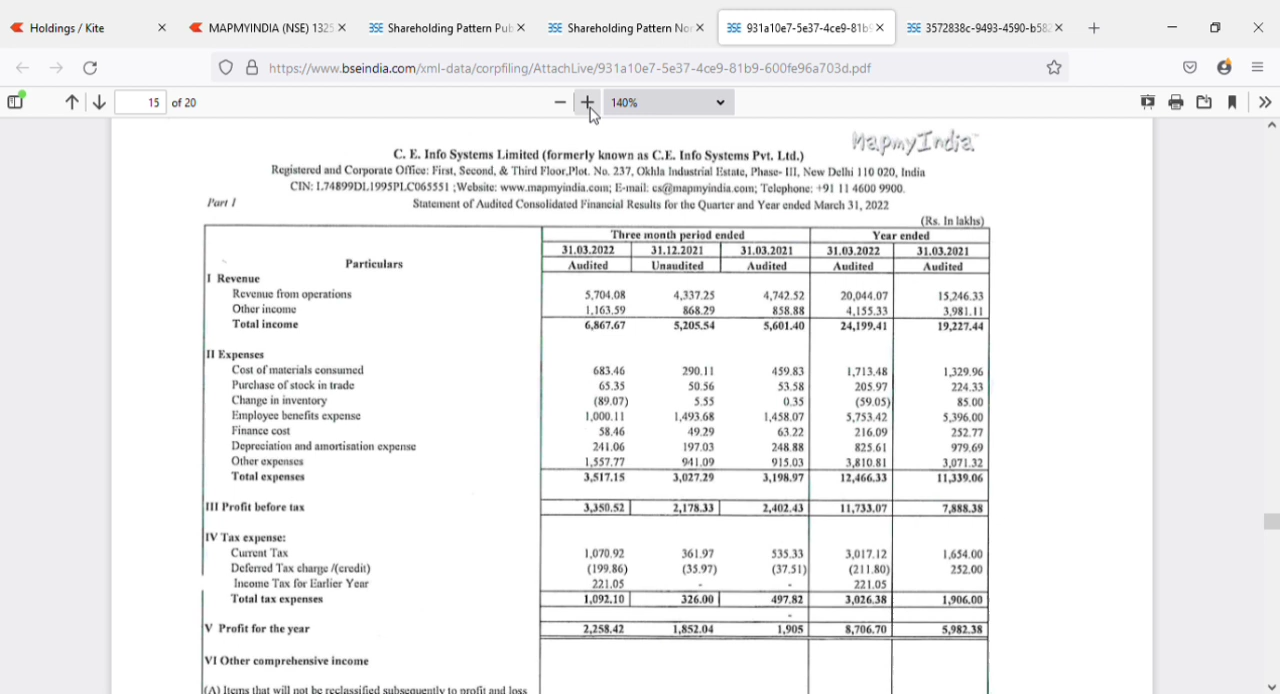 Holdings / Kite
MAPMYINDIA (NSE) 1325
Shareholding Pattern Pub
Shareholding Pattern Nor
931a10e7-5e37-4ce9-81b9
3572838c-9493-4590-b582
https://www.bseindia.com/xml-data/corpfiling/AttachLive/931a10e7-5e37-4ce9-81b9-600fe96a703d.pdf
15 of 20
140%
MapmyIndia
C. E. Info Systems Limited (formerly known as C.E. Info Systems Pvt. Ltd.)
Registered and Corporate Office: First, Second, & Third Floor,Plot. No. 237, Okhla Industrial Estate, Phase- III, New Delhi 110 020, India
CIN: L74899DL1995PLC065551 ;Website: www.mapmyindia.com; E-mail: cs@mapmyindia.com; Telephone: +91 11 4600 9900.
Part I Statement of Audited Consolidated Financial Results for the Quarter and Year ended March 31, 2022
(Rs. In lakhs)
Three month period ended Year ended
31.03.2022 31.12.2021 31.03.2021 31.03.2022 31.03.2021
Particulars Audited Unaudited Audited Audited Audited
I Revenue
Revenue from operations 5,704.08 4,337.25 4,742.52 20,044.07 15,246.33
Other income 1,163.59 868.29 858.88 4,155.33 3,981.11
Total income 6,867.67 5,205.54 5,601.40 24,199.41 19,227.44
II Expenses
Cost of materials consumed 683.46 290.11 459.83 1,713.48 1,329.96
Purchase of stock in trade 65.35 50.56 53.58 205.97 224.33
Change in inventory (89.07) 5.55 0.35 (59.05) 85.00
Employee benefits expense 1,000.11 1,493.68 1,458.07 5,753.42 5,396.00
Finance cost 58.46 49.29 63.22 216.09 252.77
Depreciation and amortisation expense 241.06 197.03 248.88 825.61 979.69
Other expenses 1,557.77 941.09 915.03 3,810.81 3,071.32
Total expenses 3,517.15 3,027.29 3,198.97 12,466.33 11,339.06
III Profit before tax 3,350.52 2,178.33 2,402.43 11,733.07 7,888.38
IV Tax expense:
Current Tax 1,070.92 361.97 535.33 3,017.12 1,654.00
Deferred Tax charge /(credit) (199.86) (35.97) (37.51) (211.80) 252.00
Income Tax for Earlier Year 221.05 - - 221.05
Total tax expenses 1,092.10 326.00 497.82 3,026.38 1,906.00
-
V Profit for the year 2,258.42 1,852.04 1,905 8,706.70 5,982.38
VI Other comprehensive income
(A) Items that will not be reclassified subsequently to profit and loss